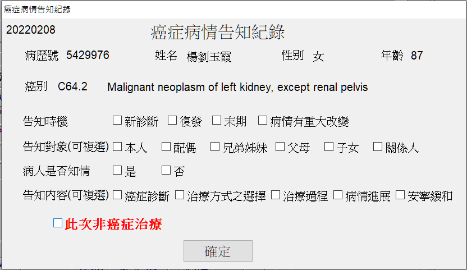 癌症病情告知紀錄
20220208 癌症病情告知紀錄
病歷號 5429976 姓名 楊劉玉霞 性別 女 年齡 87
癌別 C64.2 Malignant neoplasm of left kidney, except renal pelvis
告知時機 □新診斷 □復發 □末期 □病情有重大改變
告知對象(可複選) □本人 □配偶 □兄弟姊妹 □父母 □子女 □關係人
病人是否知情 □是 □否
告知內容(可複選) □癌症診斷 □治療方式之選擇 □治療過程 □病情進展 □安寧緩和
□此次非癌症治療
確定